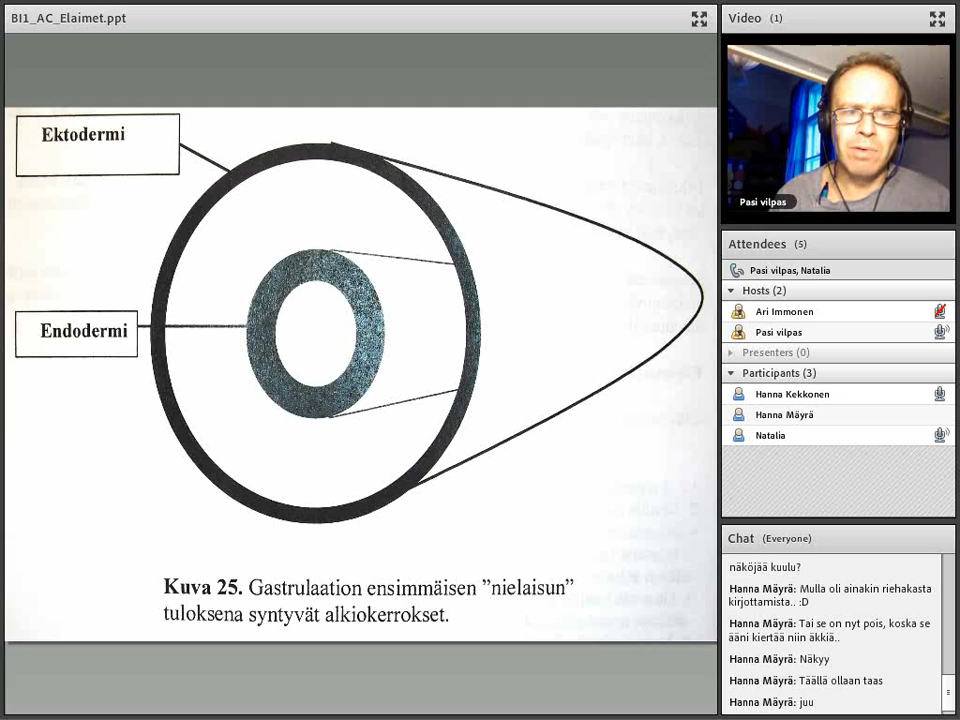 BI1_AC_Elaimet.ppt
Ektodermi
Endodermi
Kuva 25. Gastrulaation ensimmäisen ”nielaisun”
tuloksena syntyvät alkiokerrokset.
Video (1)
Pasi vilpas
Attendees (5)
Pasi vilpas, Natalia
Hosts (2)
Ari Immonen
Pasi vilpas
Presenters (0)
Participants (3)
Hanna Kekkonen
Hanna Mäyrä
Natalia
Chat (Everyone)
näköjää kuulu?
Hanna Mäyrä: Mulla oli ainakin riehakasta
kirjottamista.. :D
Hanna Mäyrä: Tai se on nyt pois, koska se
ääni kiertää niin äkkiä..
Hanna Mäyrä: Näkyy
Hanna Mäyrä: Täällä ollaan taas
Hanna Mäyrä: juu